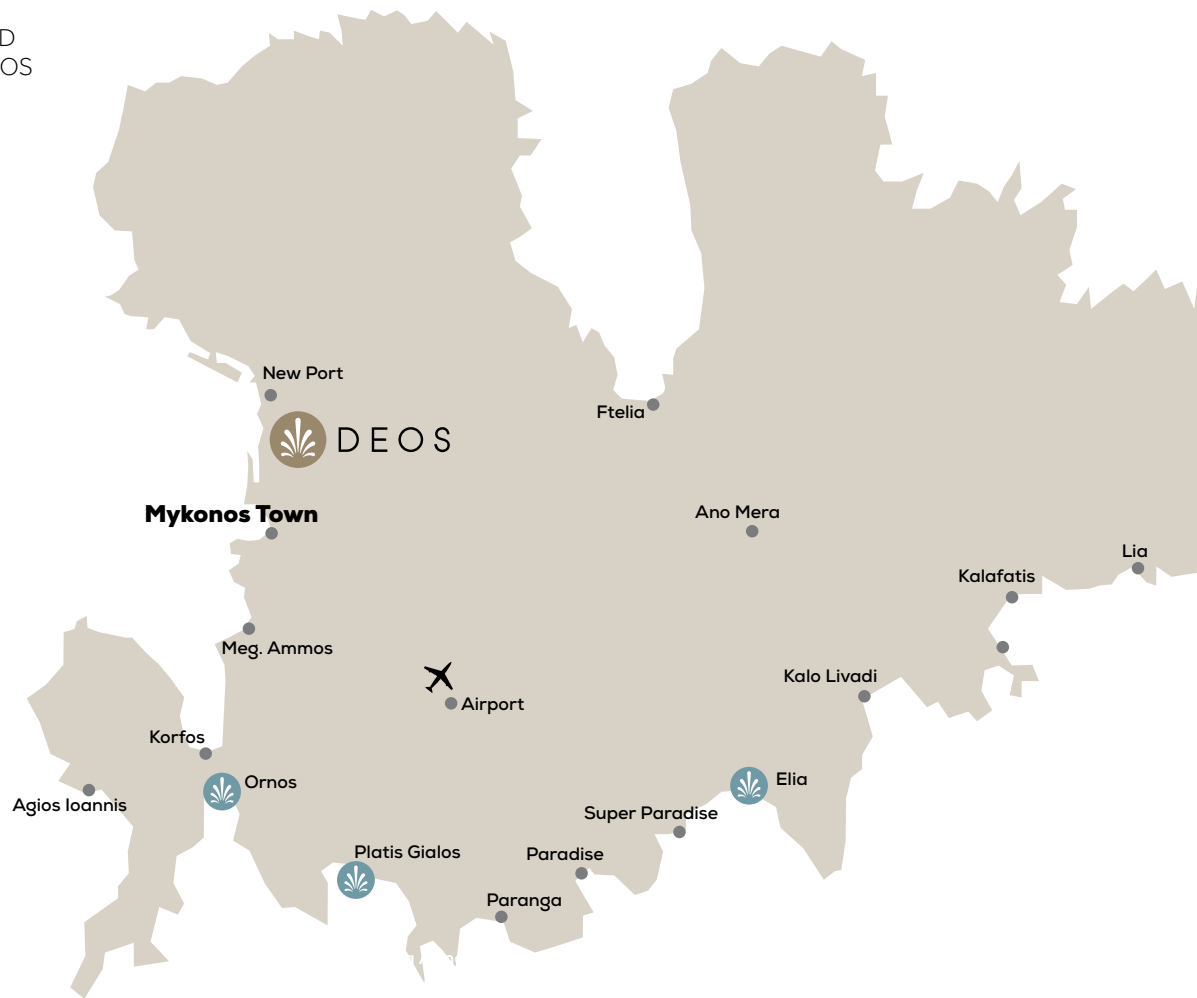 D
OS
New Port
Ftelia
DEOS
Mykonos Town
Ano Mera
Lia
Kalafatis
Meg. Ammos
Kalo Livadi
Airport
Korfos
Ornos
Elia
Agios Ioannis
Super Paradise
Platis Gialos
Paradise
Paranga